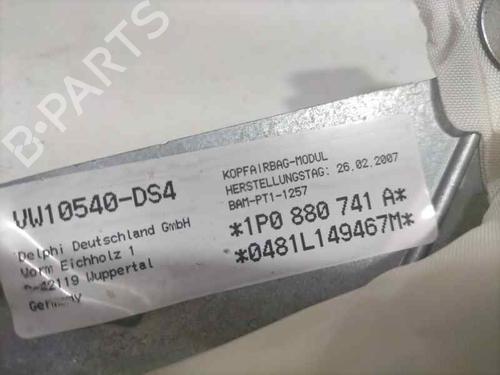 B-PARTS
VW10540-DS4
Delphi Deutschland GmbH
Vorm Eichholz 1
D-42119 Wuppertal
Germany
KOPFAIRBAG-MODUL
HERSTELLUNGSTAG: 26.02.2007
BAM-PT1-1257
*1P0 880 741 A*
*0481L149467M*